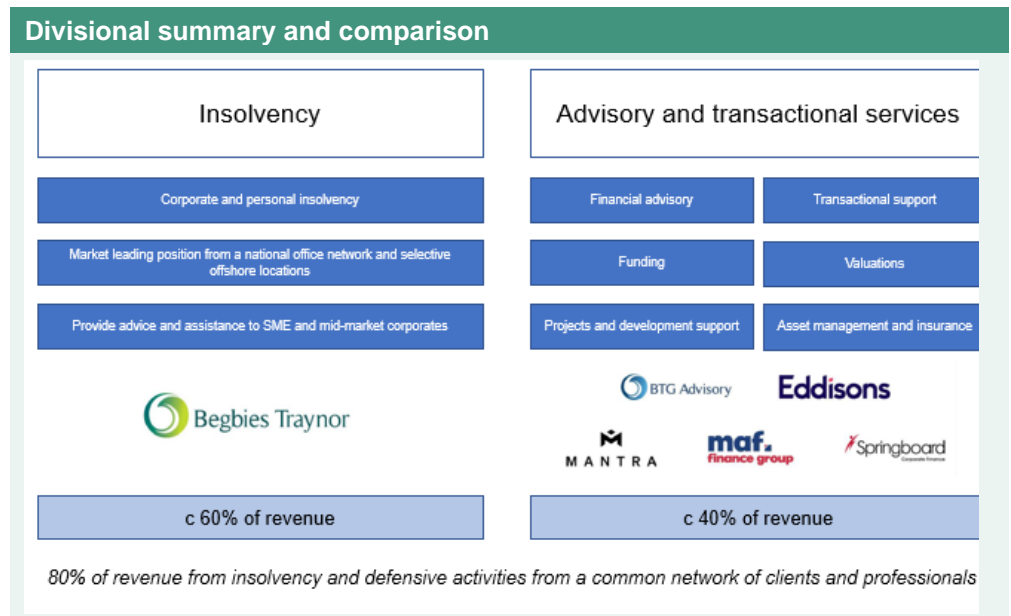 Divisional summary and comparison
Insolvency
Advisory and transactional services
Corporate and personal insolvency
Financial advisory
Transactional support
Market leading position from a national office network and selective
offshore locations
Funding
Valuations
Provide advice and assistance to SME and mid-market corporates
Projects and development support
Asset management and insurance
Begbies Traynor
BTG Advisory
Eddisons
MANTRA
maf.
finance group
Springboard
Corporate Finance
c 60% of revenue
c 40% of revenue
80% of revenue from insolvency and defensive activities from a common network of clients and professionals